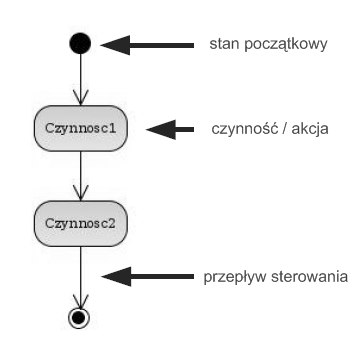 stan początkowy
Czynnosc1
czynność / akcja
Czynnosc2
przepływ sterowania